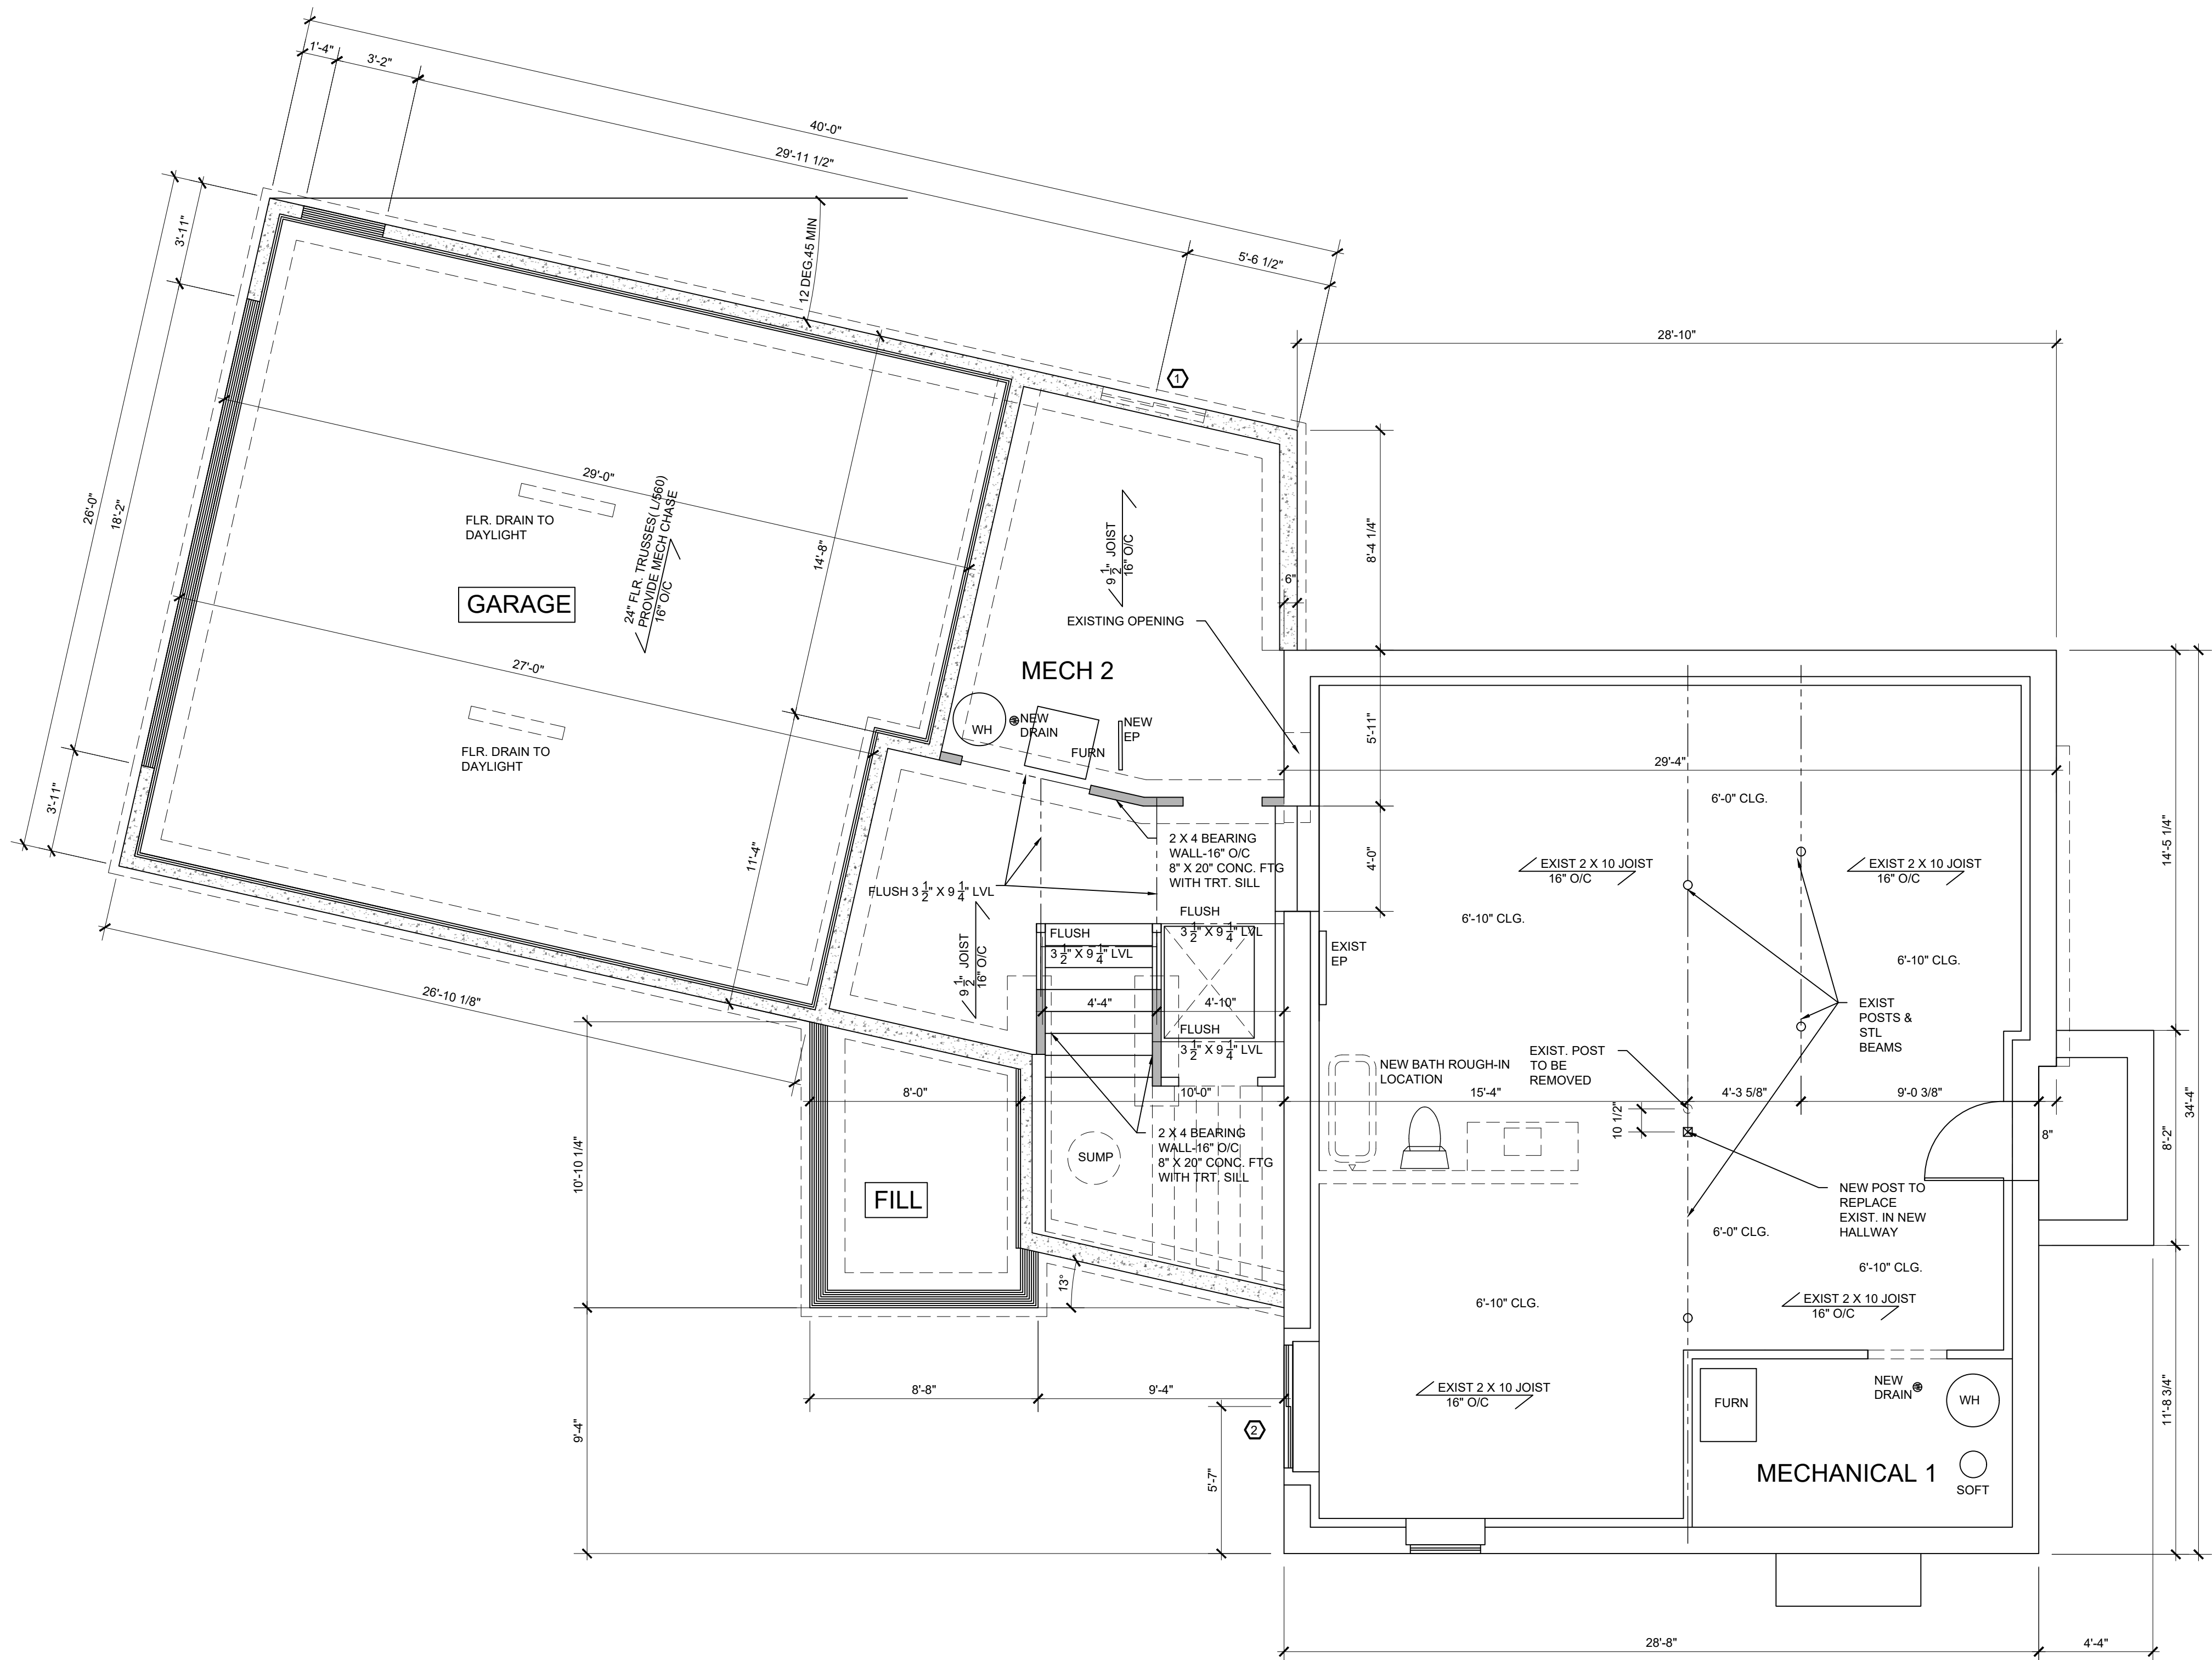 1'-4"
3'-2"
40'-0"
29'-11 1/2"
5'-6 1/2"
3'-11"
12 DEG.45 MIN
1
28'-10"
26'-0"
18'-2"
29'-0"
FLR. DRAIN TO
DAYLIGHT
24" FLR. TRUSSES( L/560)
PROVIDE MECH CHASE
16" O/C
14'-8"
9 1/2" JOIST
16" O/C
8'-4 1/4"
6"
GARAGE
EXISTING OPENING
MECH 2
27'-0"
WH
NEW
DRAIN
FURN
NEW
EP
5'-11"
FLR. DRAIN TO
DAYLIGHT
29'-4"
3'-11"
6'-0" CLG.
2 X 4 BEARING
WALL-16" O/C
8" X 20" CONC. FTG
WITH TRT. SILL
4'-0"
11'-4"
EXIST 2 X 10 JOIST
16" O/C
EXIST 2 X 10 JOIST
16" O/C
14'-5 1/4"
FLUSH 3 1/2" X 9 1/4" LVL
FLUSH
3 1/2" X 9 1/4" LVL
FLUSH
3 1/2" X 9 1/4" LVL
6'-10" CLG.
EXIST
EP
6'-10" CLG.
9 1/2" JOIST
16" O/C
26'-10 1/8"
4'-4"
4'-10"
EXIST
POSTS &
STL
BEAMS
FLUSH
3 1/2" X 9 1/4" LVL
NEW BATH ROUGH-IN
LOCATION
EXIST. POST
TO BE
REMOVED
8'-0"
10'-0"
15'-4"
4'-3 5/8"
9'-0 3/8"
34'-4"
10 1/2"
8"
8'-2"
2 X 4 BEARING
WALL-16" O/C
8" X 20" CONC. FTG
WITH TRT. SILL
SUMP
10'-10 1/4"
FILL
NEW POST TO
REPLACE
EXIST. IN NEW
HALLWAY
6'-0" CLG.
13°
6'-10" CLG.
6'-10" CLG.
EXIST 2 X 10 JOIST
16" O/C
8'-8"
9'-4"
EXIST 2 X 10 JOIST
16" O/C
FURN
NEW
DRAIN
WH
11'-8 3/4"
9'-4"
2
5'-7"
MECHANICAL 1
SOFT
28'-8"
4'-4"